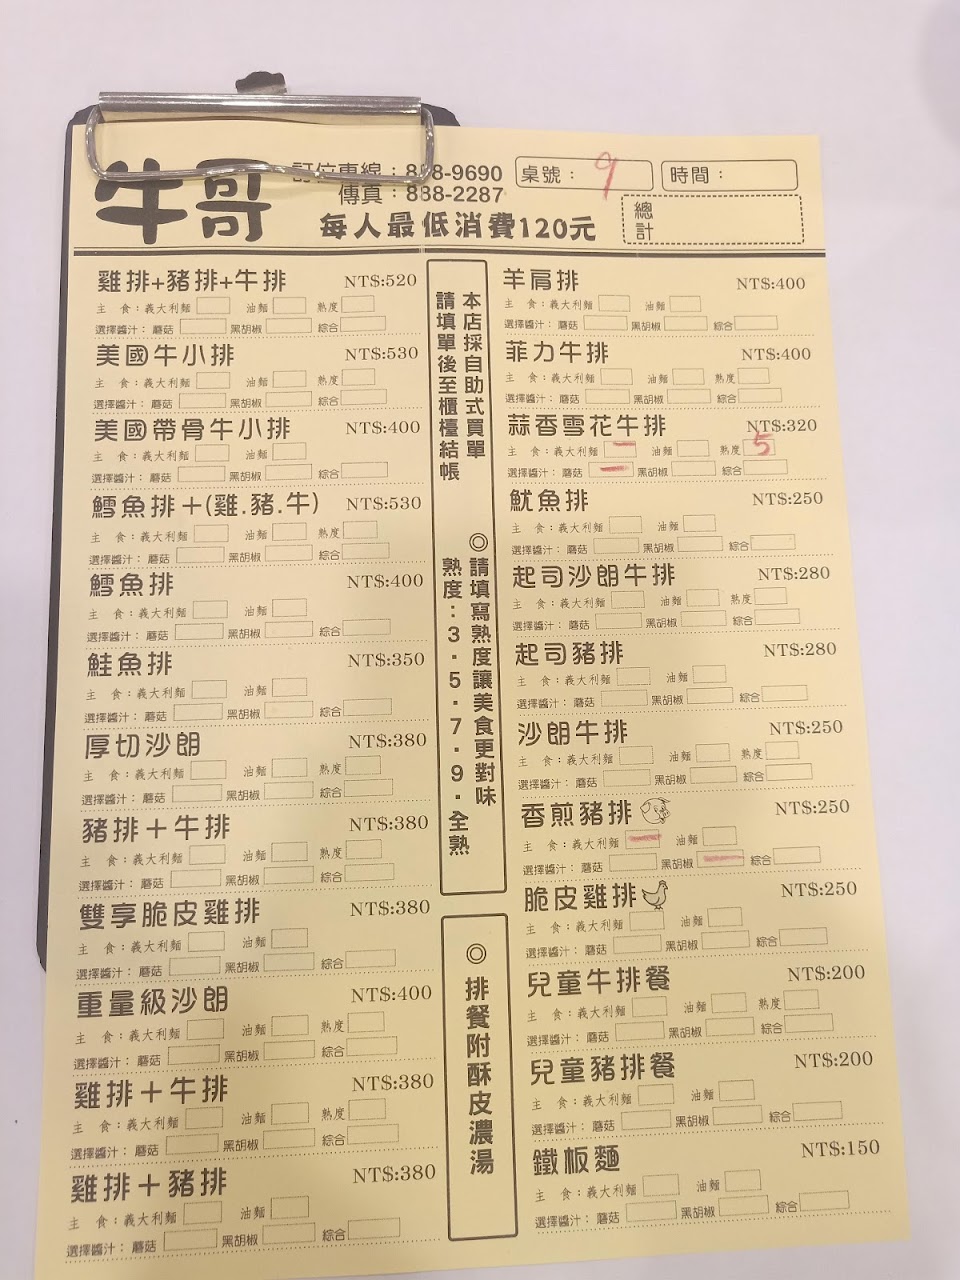 牛哥
訂位專線：888-9690
傳真：888-2287
每人最低消費120元
桌號： 9
時間：
總計
雞排+豬排+牛排 NT$:520
主 食：義大利麵 油麵 熟度
選擇醬汁： 蘑菇 黑胡椒 綜合
美國牛小排 NT$:530
主 食：義大利麵 油麵 熟度
選擇醬汁： 蘑菇 黑胡椒 綜合
美國帶骨牛小排 NT$:400
主 食：義大利麵 油麵
選擇醬汁： 蘑菇 黑胡椒 綜合
鱈魚排＋(雞.豬.牛) NT$:530
主 食：義大利麵 油麵 熟度
選擇醬汁： 蘑菇 黑胡椒 綜合
鱈魚排 NT$:400
主 食：義大利麵 油麵
選擇醬汁： 蘑菇 黑胡椒 綜合
鮭魚排 NT$:350
主 食：義大利麵 油麵
選擇醬汁： 蘑菇 黑胡椒 綜合
厚切沙朗 NT$:380
主 食：義大利麵 油麵 熟度
選擇醬汁： 蘑菇 黑胡椒 綜合
豬排＋牛排 NT$:380
主 食：義大利麵 油麵 熟度
選擇醬汁： 蘑菇 黑胡椒 綜合
雙享脆皮雞排 NT$:380
主 食：義大利麵 油麵
選擇醬汁： 蘑菇 黑胡椒 綜合
重量級沙朗 NT$:400
主 食：義大利麵 油麵 熟度
選擇醬汁： 蘑菇 黑胡椒 綜合
雞排＋牛排 NT$:380
主 食：義大利麵 油麵 熟度
選擇醬汁： 蘑菇 黑胡椒 綜合
雞排＋豬排 NT$:380
主 食：義大利麵 油麵
選擇醬汁： 蘑菇 黑胡椒 綜合
本店採自助式買單
請填單後至櫃檯結帳
◎請填寫熟度讓美食更對味
熟度：3．5．7．9．全熟
◎排餐附酥皮濃湯
羊肩排 NT$:400
主 食：義大利麵 油麵
選擇醬汁： 蘑菇 黑胡椒 綜合
菲力牛排 NT$:400
主 食：義大利麵 油麵 熟度
選擇醬汁： 蘑菇 黑胡椒 綜合
蒜香雪花牛排 NT$:320
主 食：義大利麵 一 油麵 熟度 5
選擇醬汁： 蘑菇 一 黑胡椒 綜合
魷魚排 NT$:250
主 食：義大利麵 油麵
選擇醬汁： 蘑菇 黑胡椒 綜合
起司沙朗牛排 NT$:280
主 食：義大利麵 油麵 熟度
選擇醬汁： 蘑菇 黑胡椒 綜合
起司豬排 NT$:280
主 食：義大利麵 油麵
選擇醬汁： 蘑菇 黑胡椒 綜合
沙朗牛排 NT$:250
主 食：義大利麵 油麵 熟度
選擇醬汁： 蘑菇 黑胡椒 綜合
香煎豬排 NT$:250
主 食：義大利麵 一 油麵
選擇醬汁： 蘑菇 黑胡椒 一 綜合
脆皮雞排 NT$:250
主 食：義大利麵 油麵
選擇醬汁： 蘑菇 黑胡椒 綜合
兒童牛排餐 NT$:200
主 食：義大利麵 油麵 熟度
選擇醬汁： 蘑菇 黑胡椒 綜合
兒童豬排餐 NT$:200
主 食：義大利麵 油麵
選擇醬汁： 蘑菇 黑胡椒 綜合
鐵板麵 NT$:150
主 食：義大利麵 油麵
選擇醬汁： 蘑菇 黑胡椒 綜合